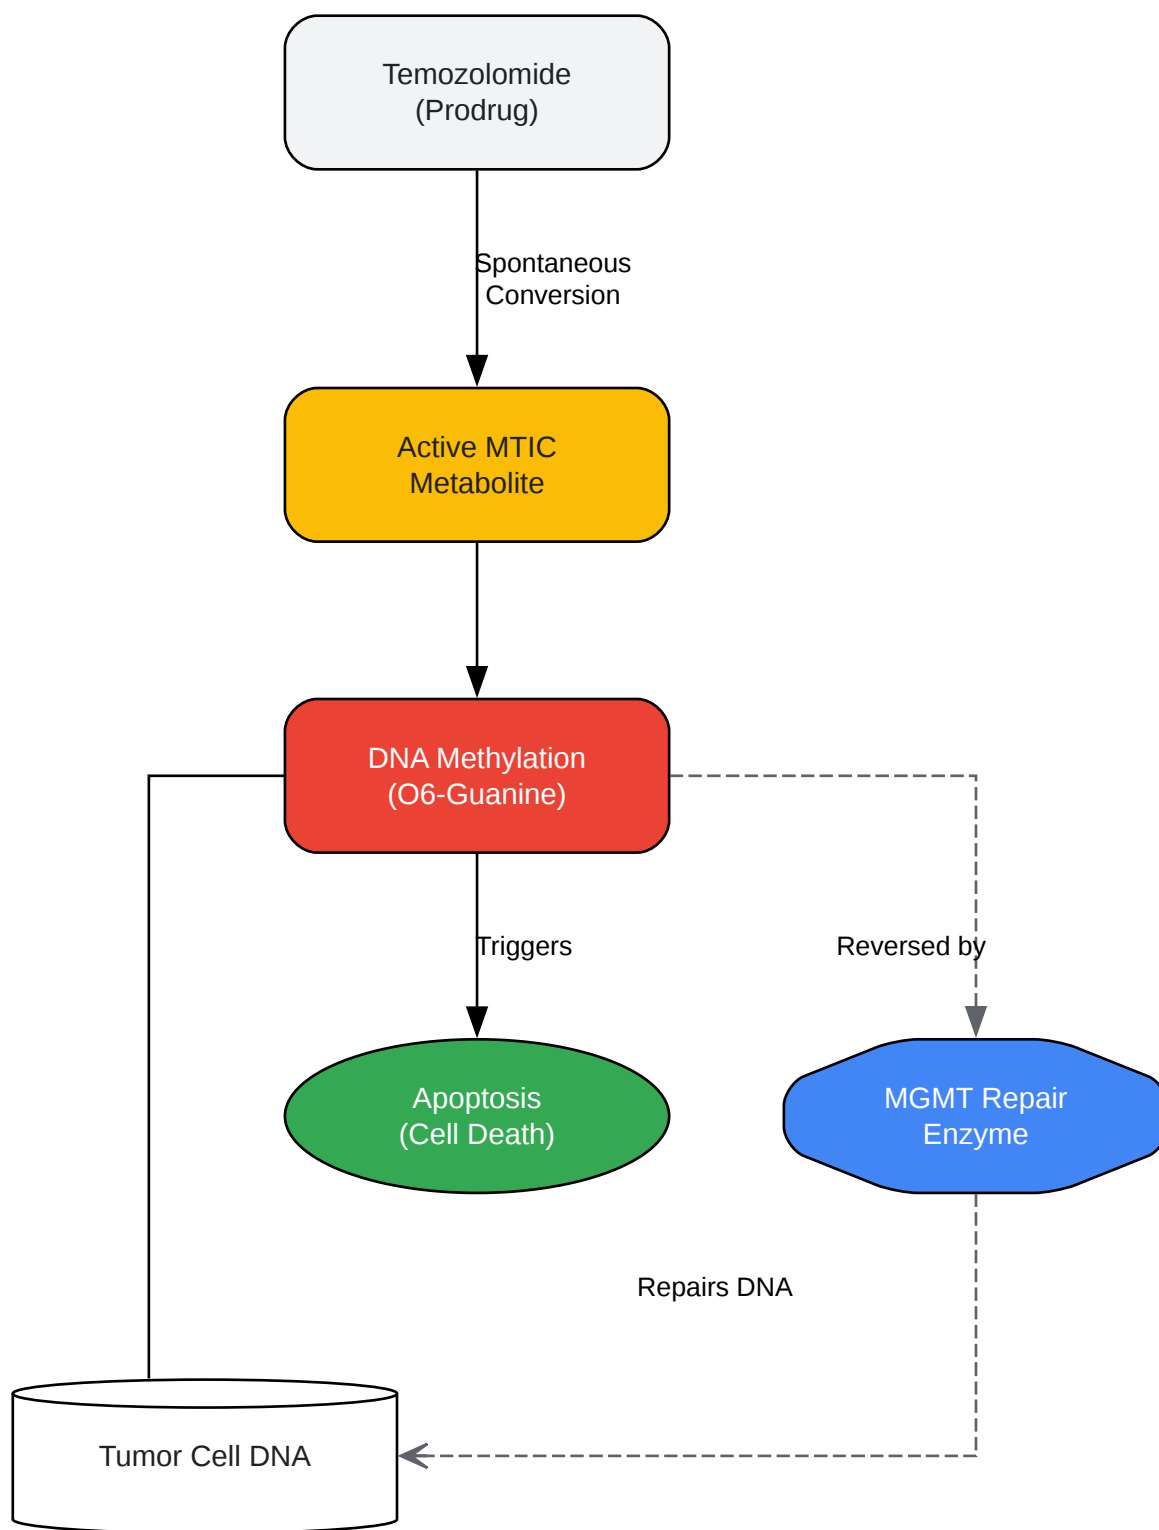 Temozolomide
(Prodrug)
Spontaneous
Conversion
Active MTIC
Metabolite
DNA Methylation
(O6-Guanine)
Triggers
Reversed by
Apoptosis
(Cell Death)
MGMT Repair
Enzyme
Repairs DNA
Tumor Cell DNA